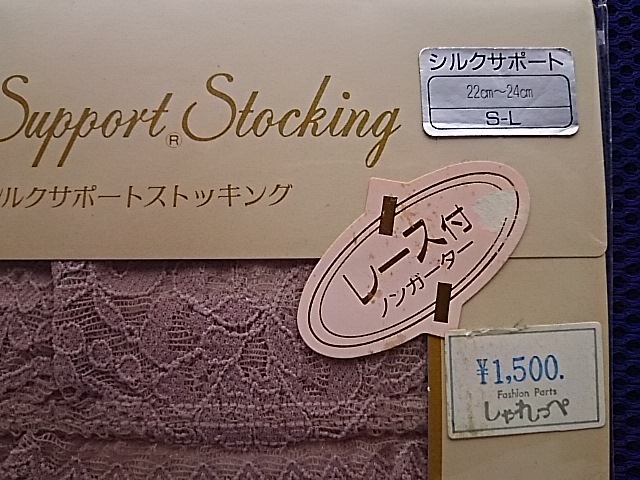 Support® Stocking
ルクサポートストッキング
シルクサポート
22cm〜24cm
S-L
レース付
ノンガーター
¥1,500.
Fashion Parts
しゃれっぺ